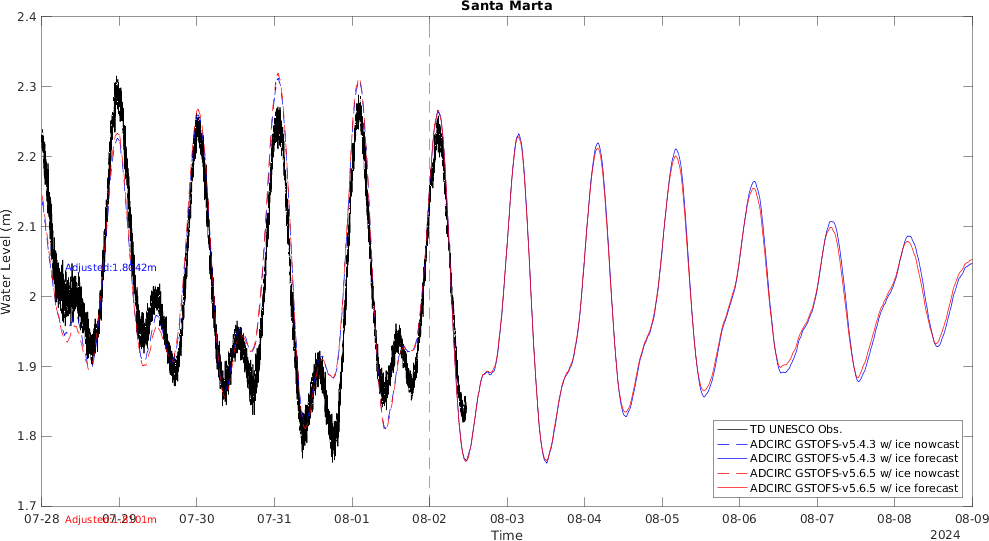 Santa Marta
2.4
2.3
2.2
2.1
2
1.9
1.8
1.7
Water Level (m)
Adjusted:1.8042m
07-28 07-29 07-30 07-31 08-01 08-02 08-03 08-04 08-05 08-06 08-07 08-08 08-09
Time
2024
TD UNESCO Obs.
ADCIRC GSTOFS-v5.4.3 w/ ice nowcast
ADCIRC GSTOFS-v5.4.3 w/ ice forecast
ADCIRC GSTOFS-v5.6.5 w/ ice nowcast
ADCIRC GSTOFS-v5.6.5 w/ ice forecast